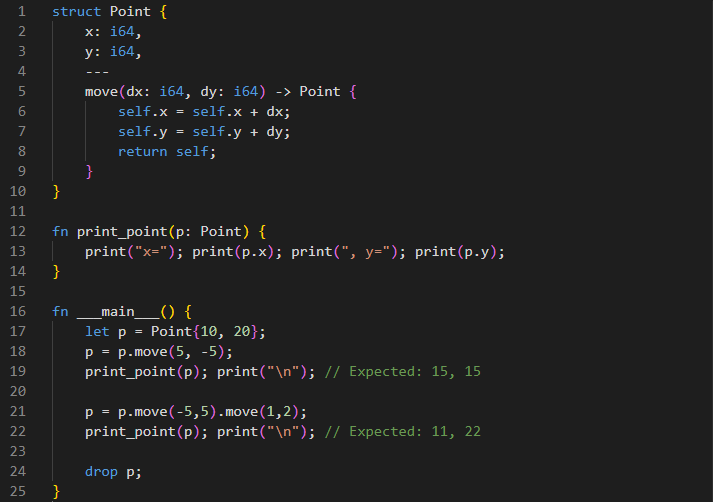 1 struct Point {
2     x: i64,
3     y: i64,
4     ---
5     move(dx: i64, dy: i64) -> Point {
6         self.x = self.x + dx;
7         self.y = self.y + dy;
8         return self;
9     }
10 }
11
12 fn print_point(p: Point) {
13     print("x="); print(p.x); print(", y="); print(p.y);
14 }
15
16 fn ___main___() {
17     let p = Point{10, 20};
18     p = p.move(5, -5);
19     print_point(p); print("\n"); // Expected: 15, 15
20
21     p = p.move(-5,5).move(1,2);
22     print_point(p); print("\n"); // Expected: 11, 22
23
24     drop p;
25 }